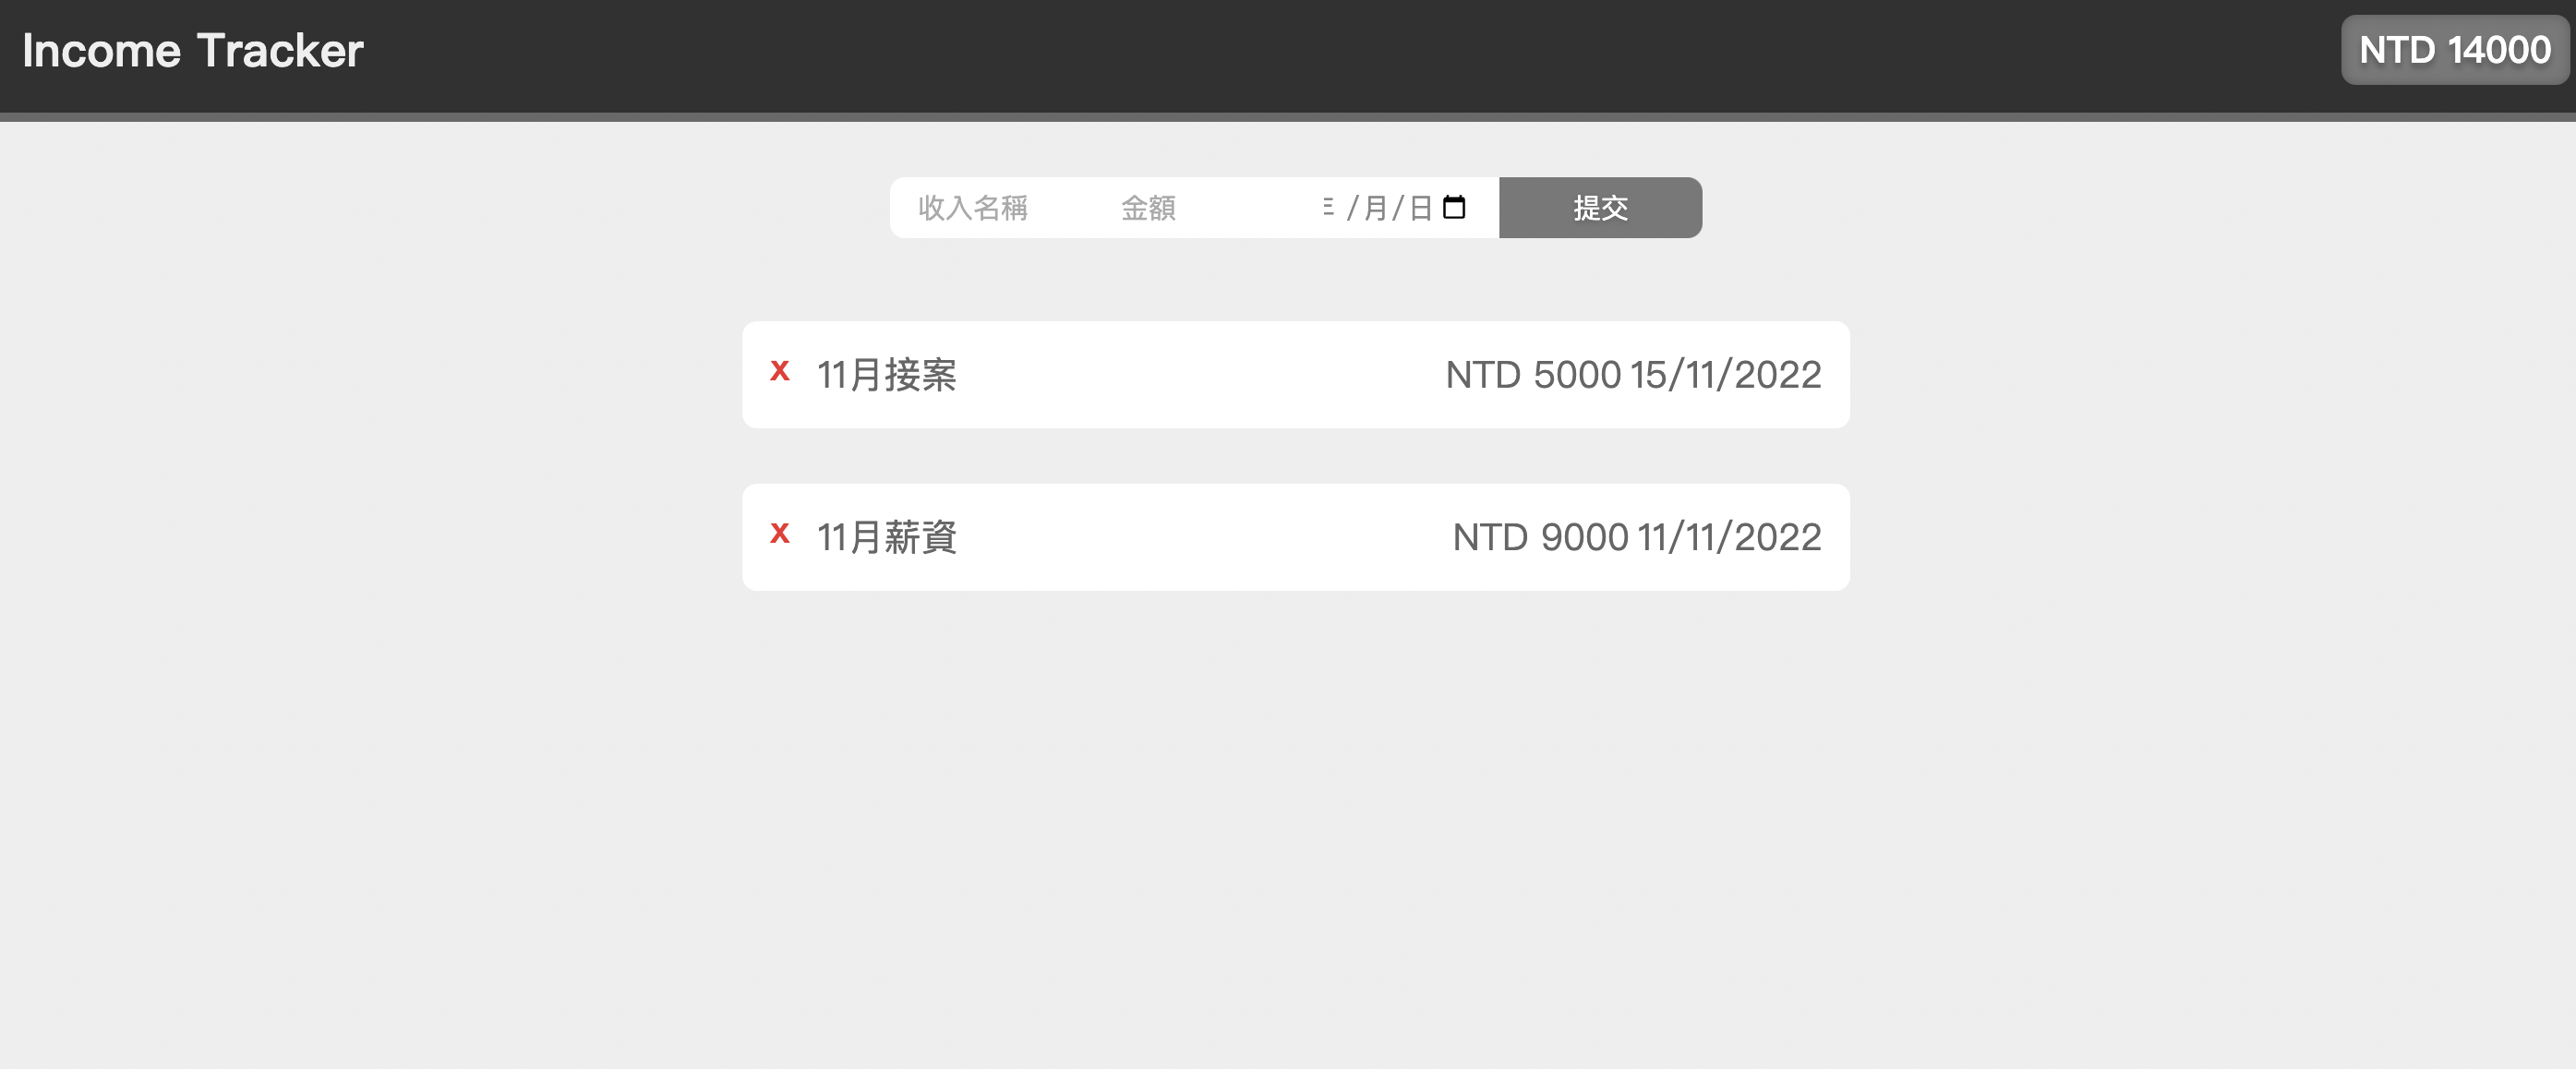 Income Tracker NTD 14000
收入名稱 金額 /月/日 提交
x 11月接案 NTD 5000 15/11/2022
x 11月薪資 NTD 9000 11/11/2022